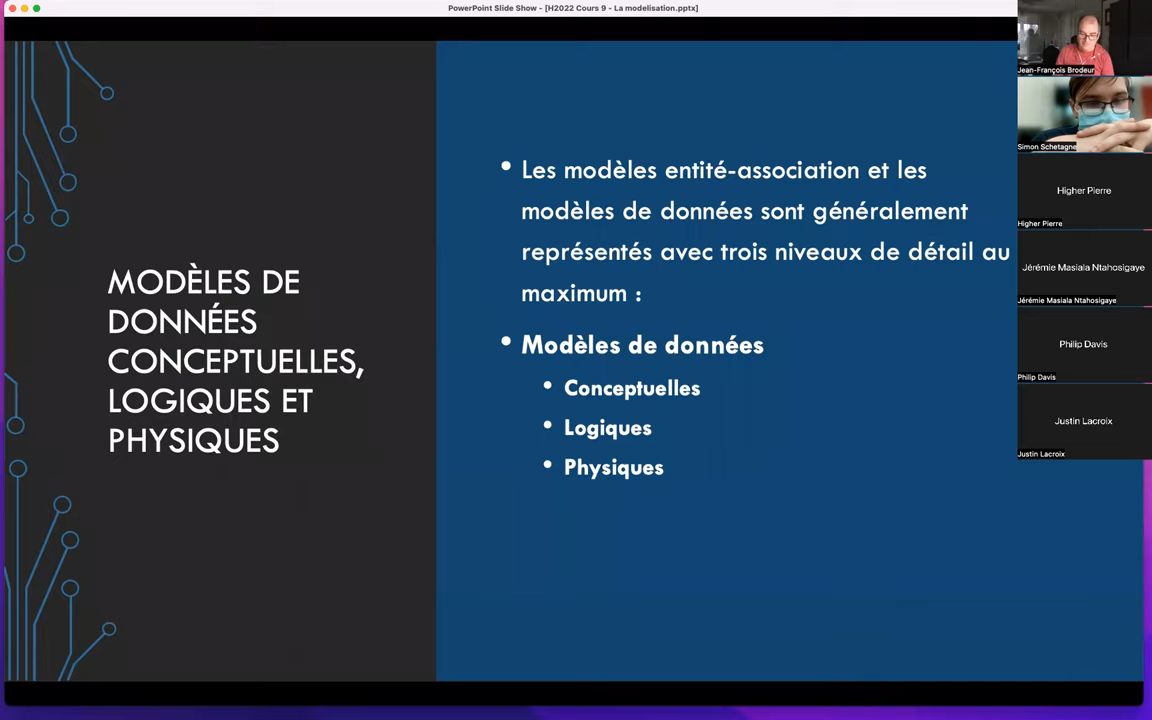 PowerPoint Slide Show - [H2022 Cours 9 - La modelisation.pptx]
MODÈLES DE
DONNÉES
CONCEPTUELLES,
LOGIQUES ET
PHYSIQUES
• Les modèles entité-association et les
modèles de données sont généralement
représentés avec trois niveaux de détail au
maximum :
• Modèles de données
• Conceptuelles
• Logiques
• Physiques
Jean-François Brodeur
Simon Schetagne
Higher Pierre
Higher Pierre
Jérémie Masiala Ntahosigaye
Jérémie Masiala Ntahosigaye
Philip Davis
Philip Davis
Justin Lacroix
Justin Lacroix